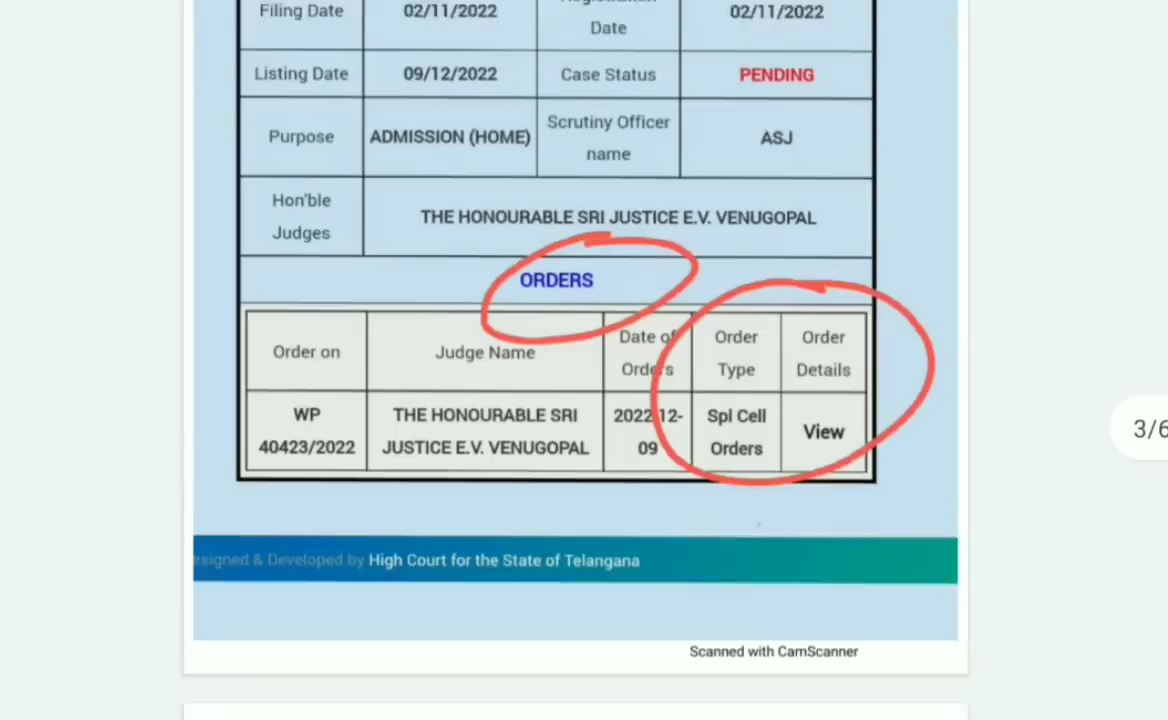 Filing Date 02/11/2022 02/11/2022
Date
Listing Date 09/12/2022 Case Status PENDING
Purpose ADMISSION (HOME) Scrutiny Officer name ASJ
Hon'ble Judges THE HONOURABLE SRI JUSTICE E.V. VENUGOPAL
ORDERS
Order on Judge Name Date of Orders Order Type Order Details
WP 40423/2022 THE HONOURABLE SRI JUSTICE E.V. VENUGOPAL 2022-12-09 Spl Cell Orders View
esigned & Developed by High Court for the State of Telangana
Scanned with CamScanner
3/6